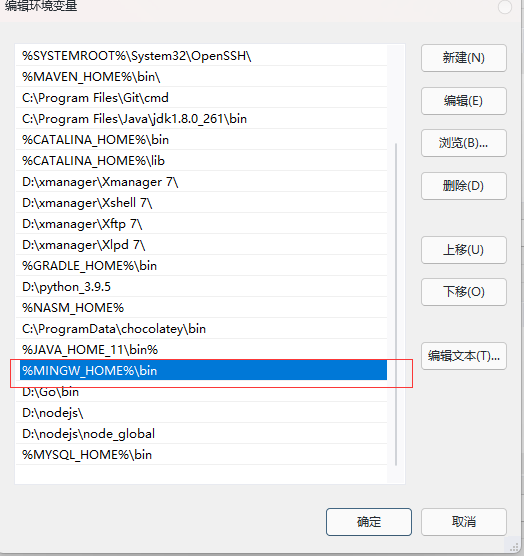 编辑环境变量
%SYSTEMROOT%\System32\OpenSSH\
%MAVEN_HOME%\bin\
C:\Program Files\Git\cmd
C:\Program Files\Java\jdk1.8.0_261\bin
%CATALINA_HOME%\bin
%CATALINA_HOME%\lib
D:\xmanager\Xmanager 7\
D:\xmanager\Xshell 7\
D:\xmanager\Xftp 7\
D:\xmanager\Xlpd 7\
%GRADLE_HOME%\bin
D:\python_3.9.5
%NASM_HOME%
C:\ProgramData\chocolatey\bin
%JAVA_HOME_11\bin%
%MINGW_HOME%\bin
D:\Go\bin
D:\nodejs\
D:\nodejs\node_global
%MYSQL_HOME%\bin
新建(N)
编辑(E)
浏览(B)...
删除(D)
上移(U)
下移(O)
编辑文本(T)...
确定
取消